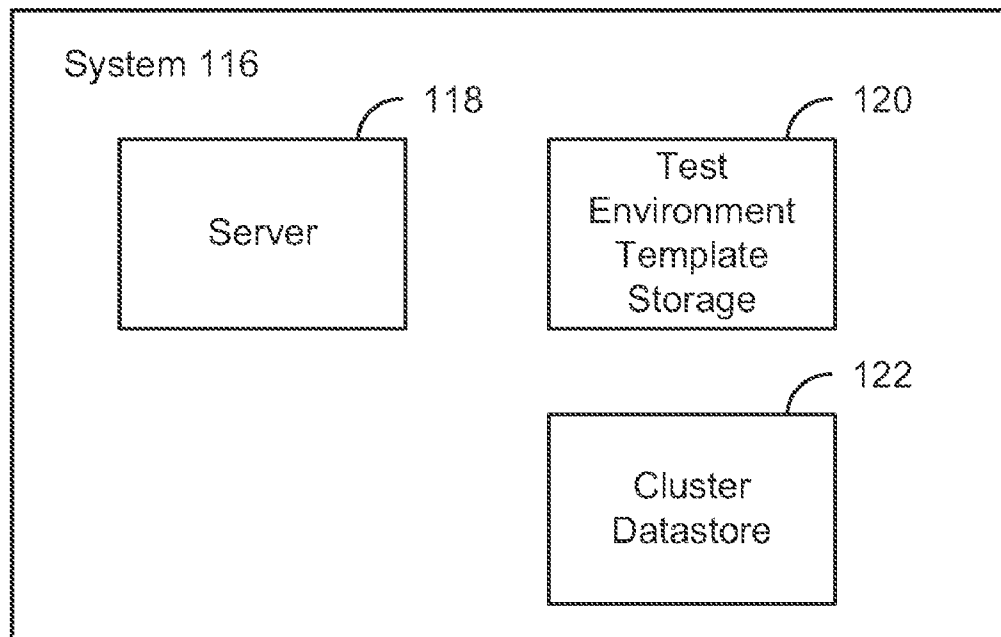 System 116
118
120
Server
Test
Environment
Template
Storage
122
Cluster
Datastore